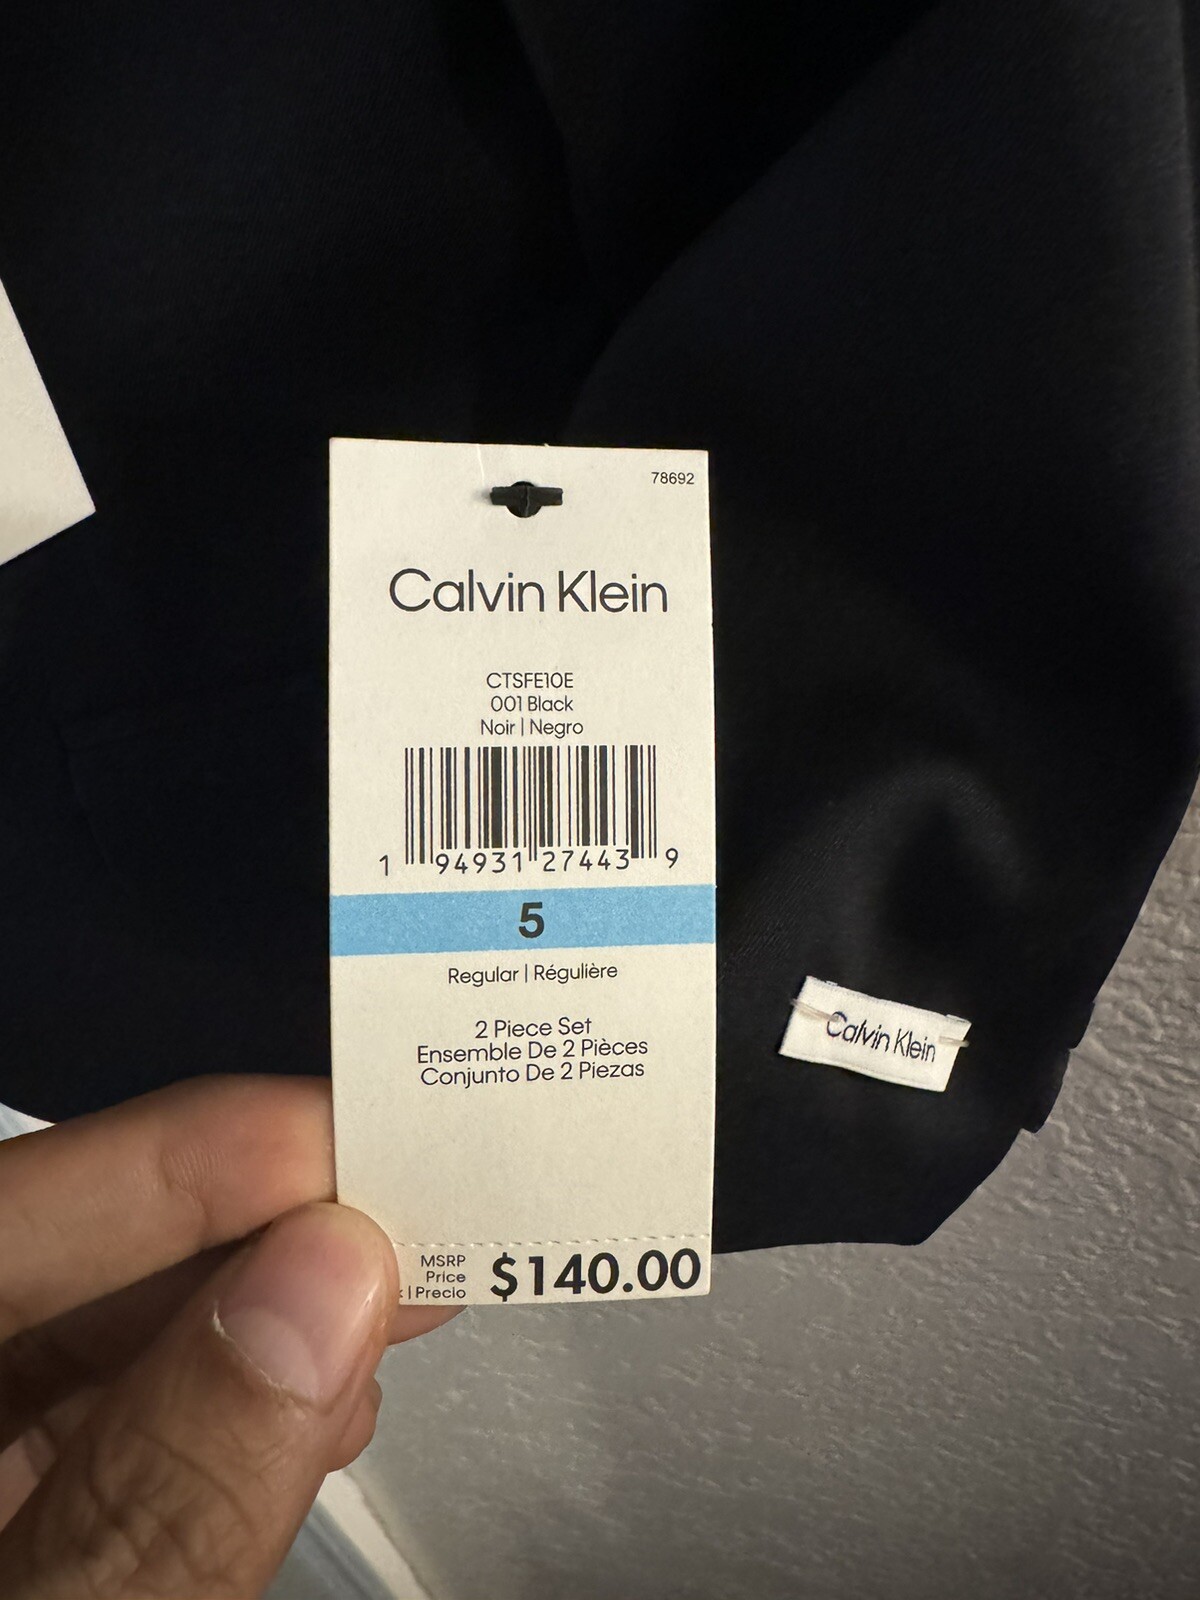 78692
Calvin Klein
CTSFE10E
001 Black
Noir | Negro
1 94931 27443 9
5
Regular | Régulière
2 Piece Set
Ensemble De 2 Pièces
Conjunto De 2 Piezas
MSRP
Price
| Precio
$140.00
Calvin Klein